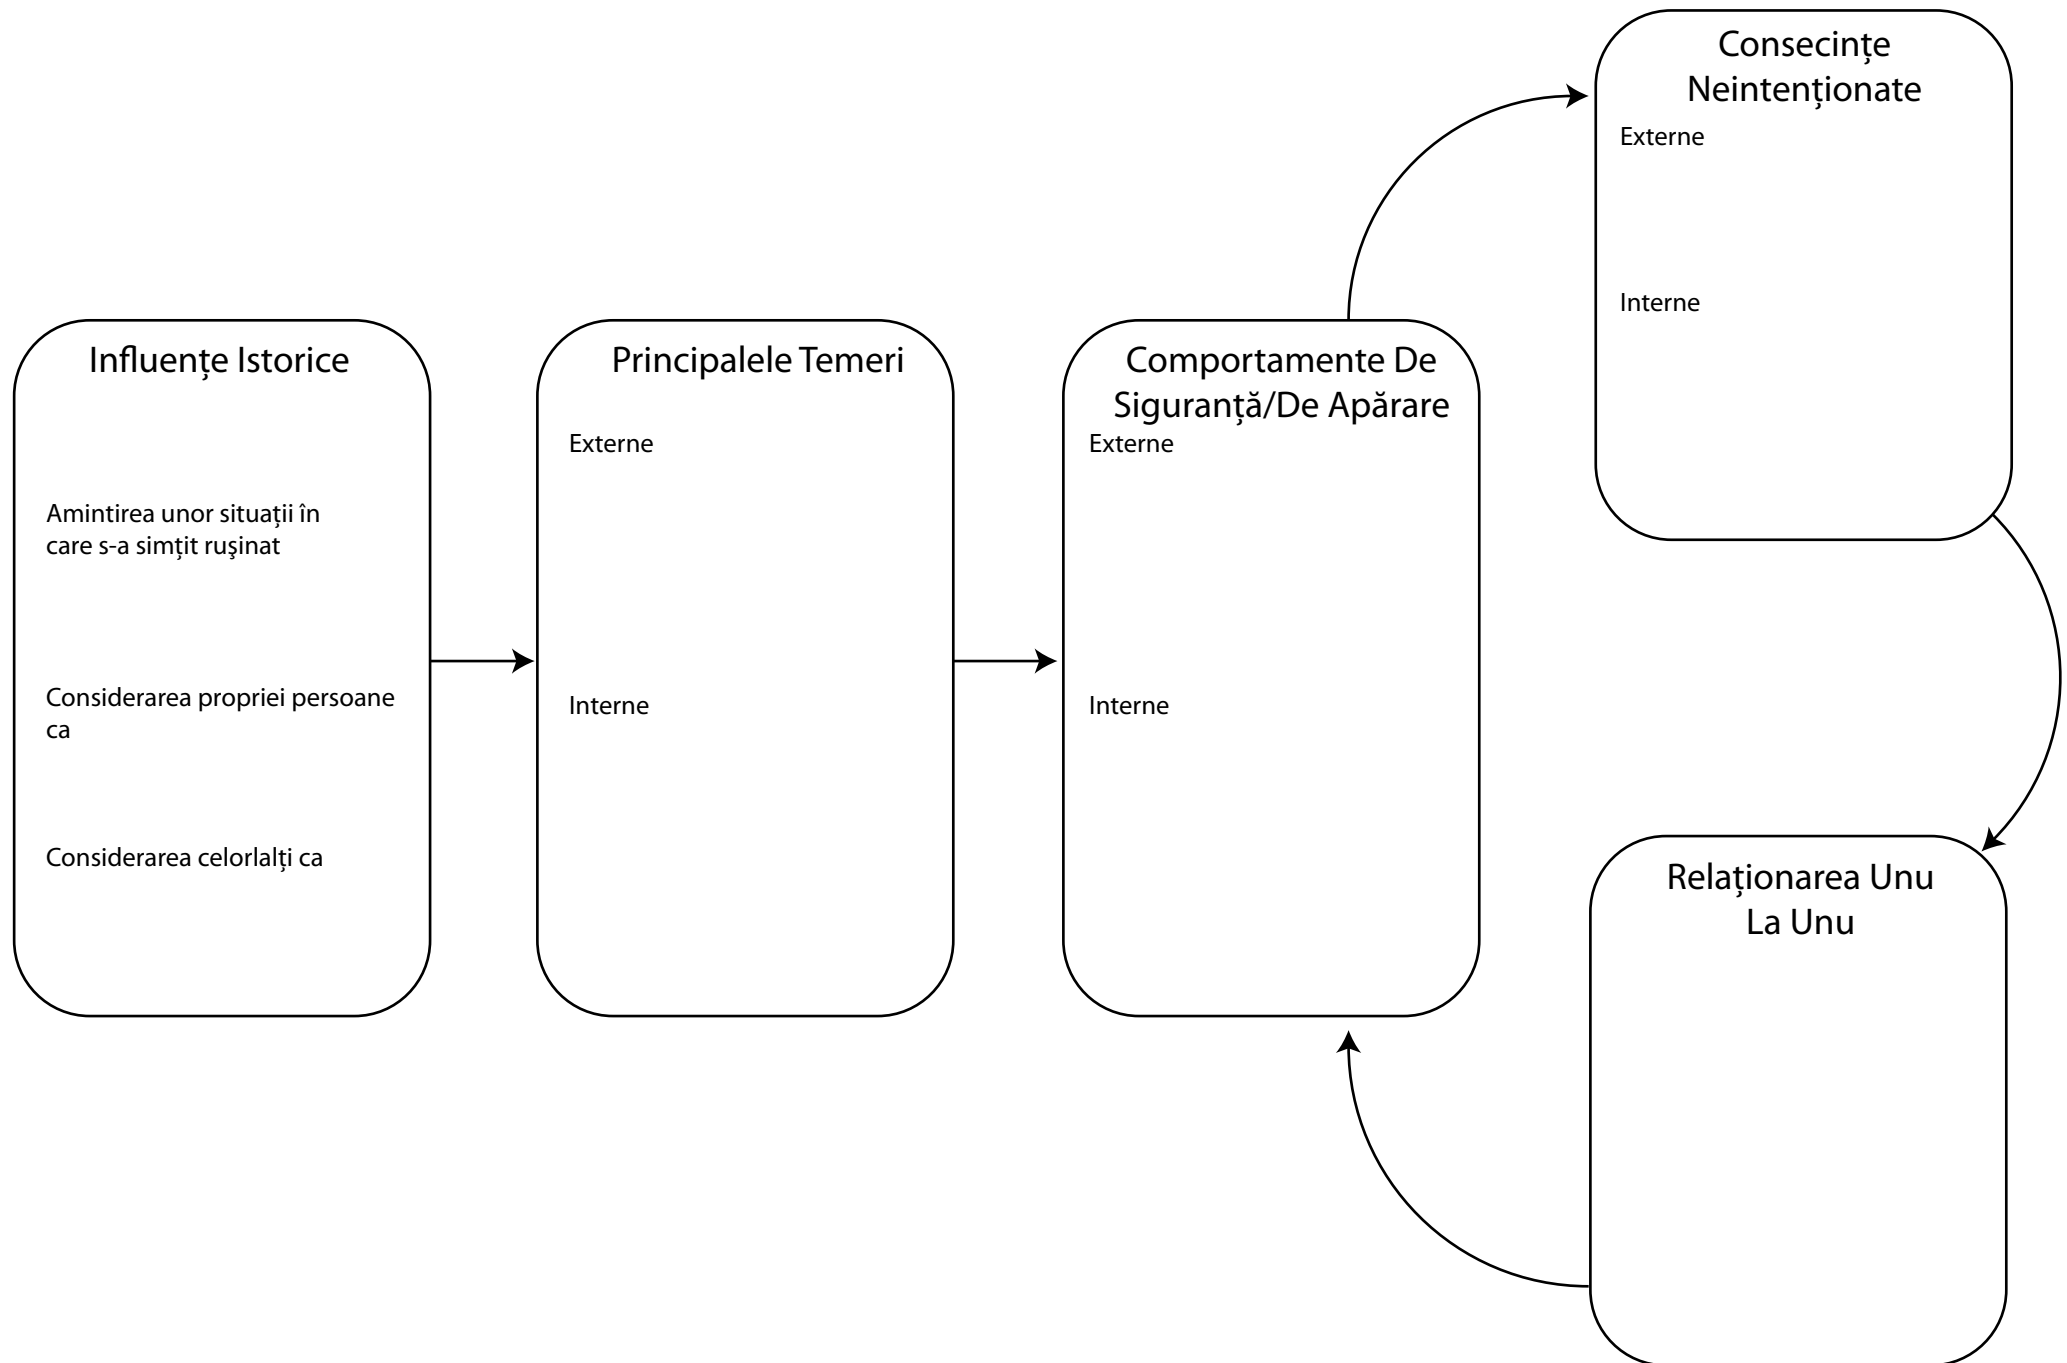 Influențe Istorice
Amintirea unor situații în
care s-a simțit rușinat
Considerarea propriei persoane
ca
Considerarea celorlalți ca
Principalele Temeri
Externe
Interne
Comportamente De
Siguranță/De Apărare
Externe
Interne
Consecințe
Neintenționate
Externe
Interne
Relaționarea Unu
La Unu